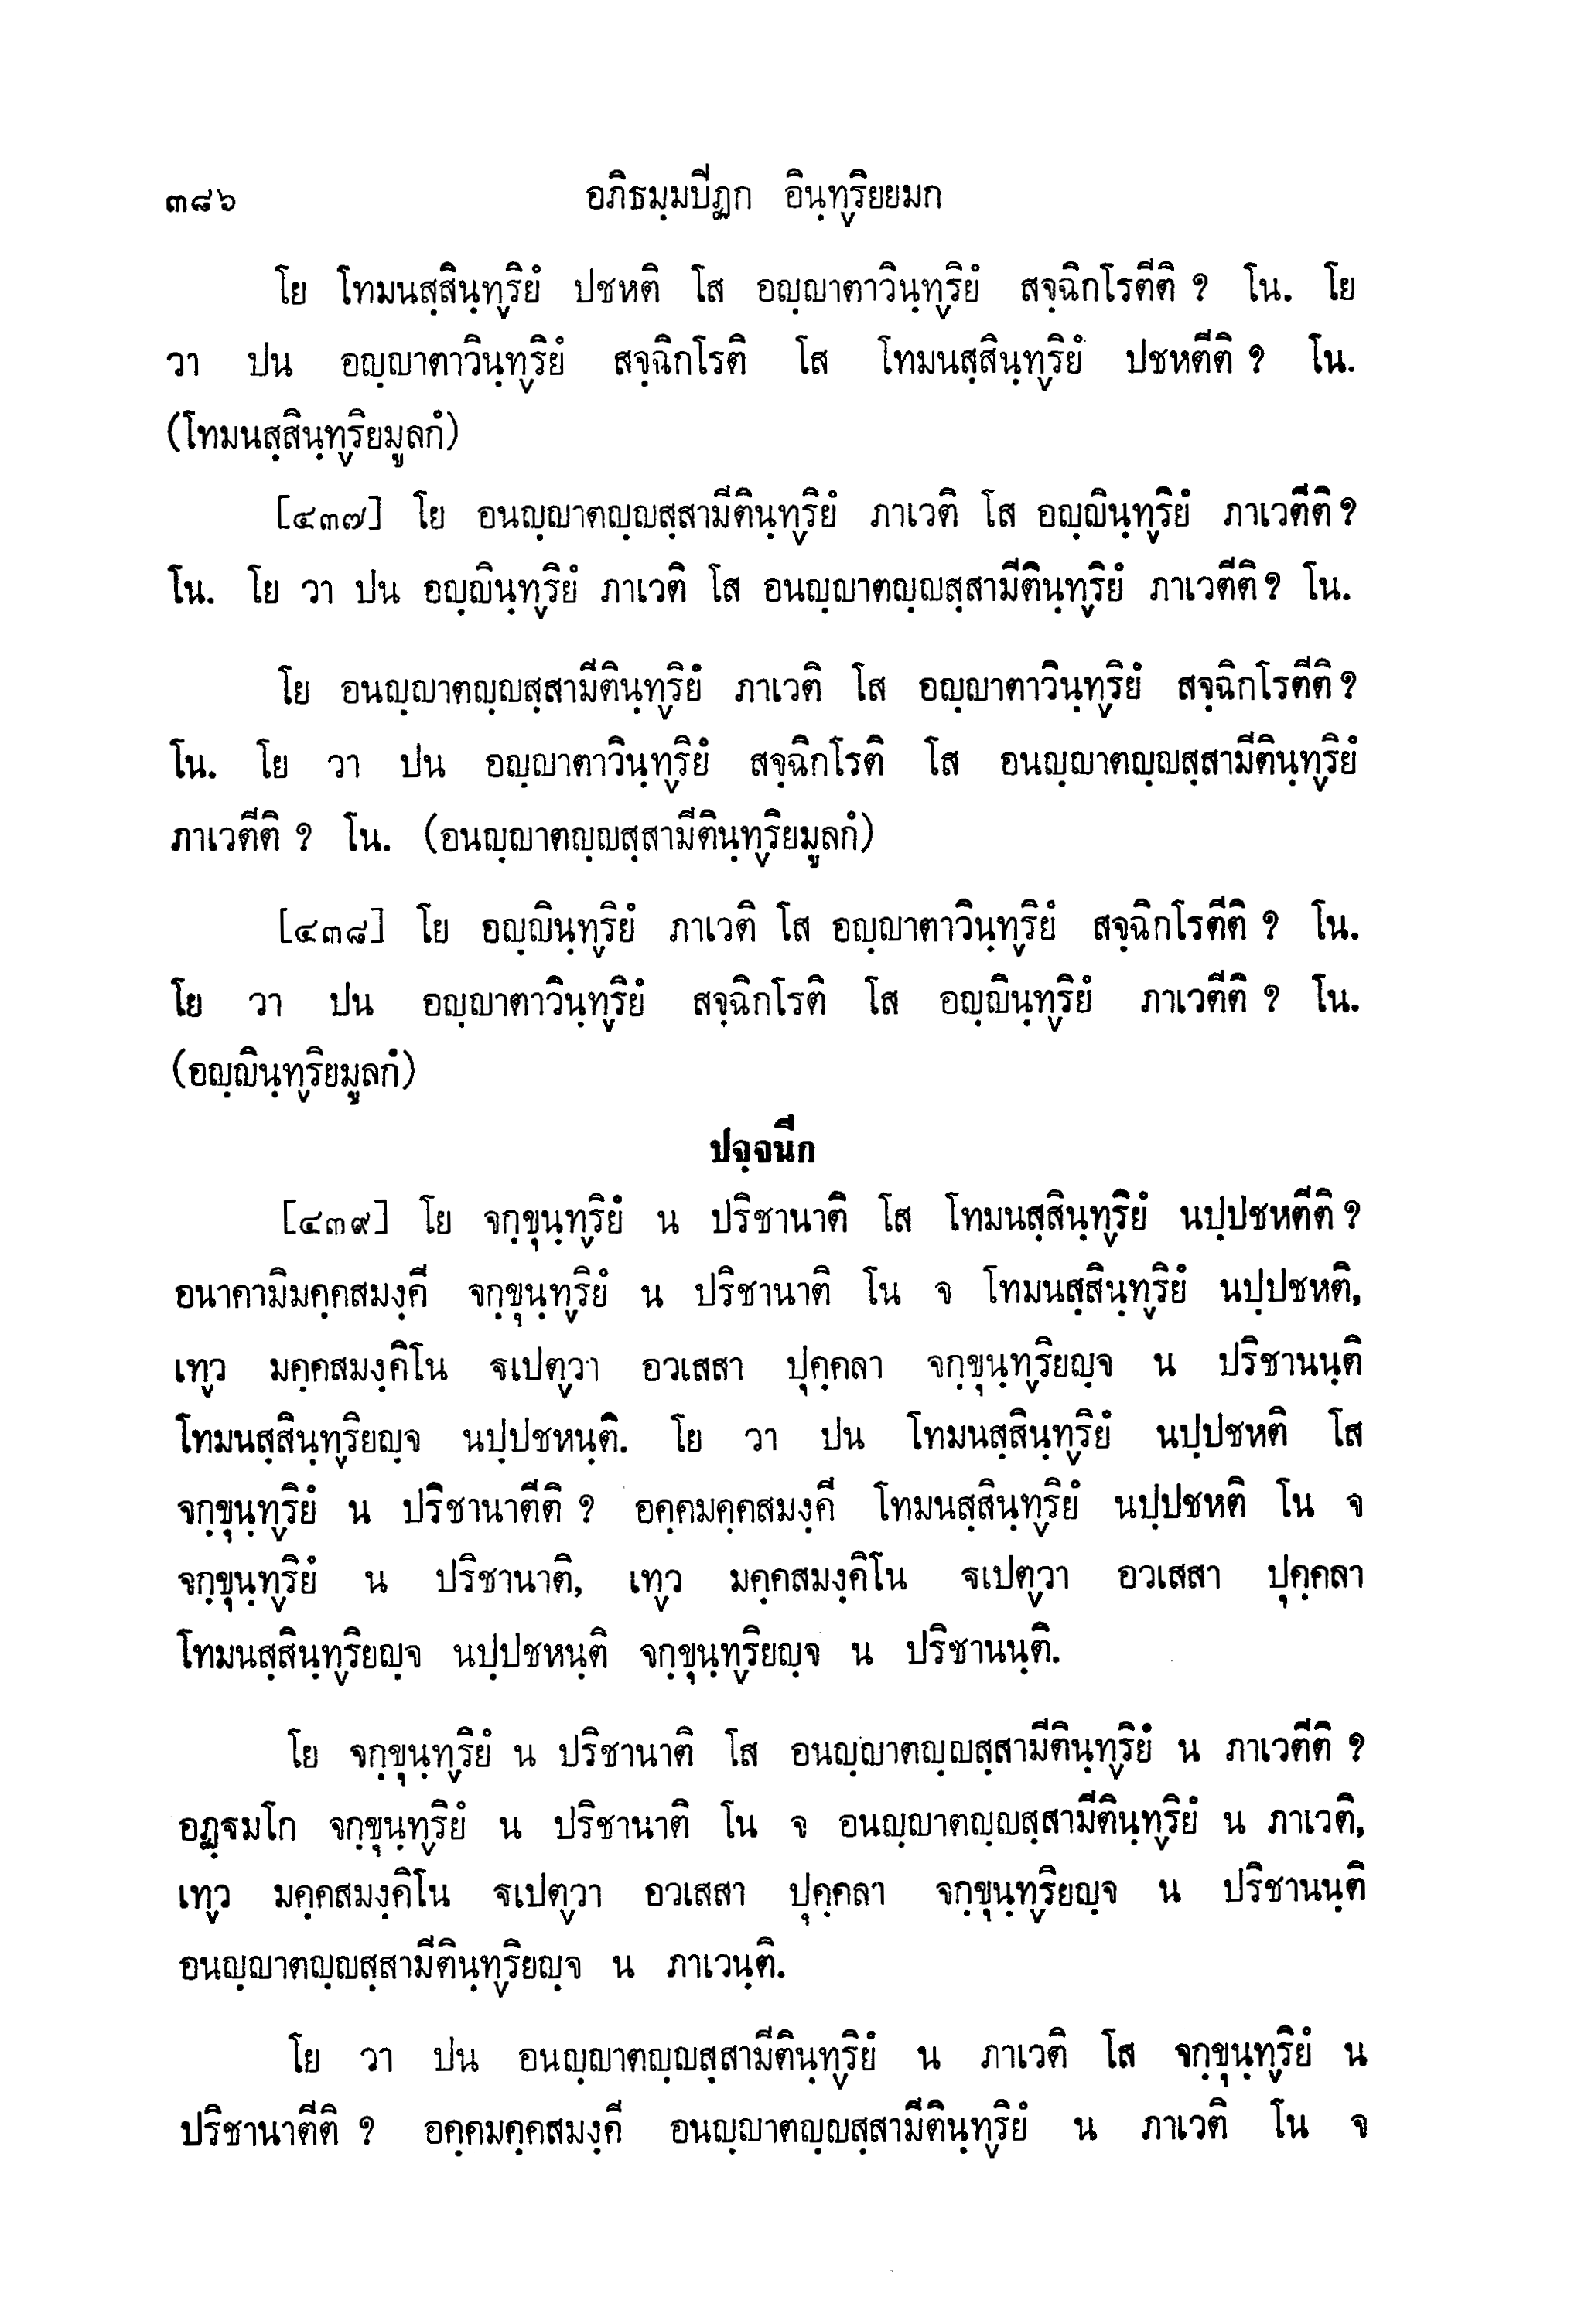 ๓๘๖ อภิธมฺมปีฏก อินฺทฺริยยมก
โย โทมนสฺสินฺทฺริยํ ปชหติ โส อญฺญาตาวินฺทฺริยํ สจฺฉิกโรตีติ ? โน. โย
วา ปน อญฺญาตาวินฺทฺริยํ สจฺฉิกโรติ โส โทมนสฺสินฺทฺริยํ ปชหตีติ ? โน.
(โทมนสฺสินฺทฺริยมูลกํ)
[๔๓๗] โย อนญฺญาตญฺญสฺสามีตินฺทฺริยํ ภาเวติ โส อญฺญินฺทฺริยํ ภาเวตีติ ?
โน. โย วา ปน อญฺญินฺทฺริยํ ภาเวติ โส อนญฺญาตญฺญสฺสามีตินฺทฺริยํ ภาเวตีติ ? โน.
โย อนญฺญาตญฺญสฺสามีตินฺทฺริยํ ภาเวติ โส อญฺญาตาวินฺทฺริยํ สจฺฉิกโรตีติ ?
โน. โย วา ปน อญฺญาตาวินฺทฺริยํ สจฺฉิกโรติ โส อนญฺญาตญฺญสฺสามีตินฺทฺริยํ
ภาเวตีติ ? โน. (อนญฺญาตญฺญสฺสามีตินฺทฺริยมูลกํ)
[๔๓๘] โย อญฺญินฺทฺริยํ ภาเวติ โส อญฺญาตาวินฺทฺริยํ สจฺฉิกโรตีติ ? โน.
โย วา ปน อญฺญาตาวินฺทฺริยํ สจฺฉิกโรติ โส อญฺญินฺทฺริยํ ภาเวตีติ ? โน.
(อญฺญินฺทฺริยมูลกํ)
ปจฺจนีก
[๔๓๙] โย จกฺขุนฺทฺริยํ น ปริชานาติ โส โทมนสฺสินฺทฺริยํ นปฺปชหตีติ ?
อนาคามิมคฺคสมงฺคี จกฺขุนฺทฺริยํ น ปริชานาติ โน จ โทมนสฺสินฺทฺริยํ นปฺปชหติ,
เทฺว มคฺคสมงฺคิโน ฐเปตฺวา อวเสสา ปุคฺคลา จกฺขุนฺทฺริยญฺจ น ปริชานนฺติ
โทมนสฺสินฺทฺริยญฺจ นปฺปชหนฺติ. โย วา ปน โทมนสฺสินฺทฺริยํ นปฺปชหติ โส
จกฺขุนฺทฺริยํ น ปริชานาตีติ ? อคฺคมคฺคสมงฺคี โทมนสฺสินฺทฺริยํ นปฺปชหติ โน จ
จกฺขุนฺทฺริยํ น ปริชานาติ, เทฺว มคฺคสมงฺคิโน ฐเปตฺวา อวเสสา ปุคฺคลา
โทมนสฺสินฺทฺริยญฺจ นปฺปชหนฺติ จกฺขุนฺทฺริยญฺจ น ปริชานนฺติ.
โย จกฺขุนฺทฺริยํ น ปริชานาติ โส อนญฺญาตญฺญสฺสามีตินฺทฺริยํ น ภาเวตีติ ?
อฏฺฐมโก จกฺขุนฺทฺริยํ น ปริชานาติ โน จ อนญฺญาตญฺญสฺสามีตินฺทฺริยํ น ภาเวติ,
เทฺว มคฺคสมงฺคิโน ฐเปตฺวา อวเสสา ปุคฺคลา จกฺขุนฺทฺริยญฺจ น ปริชานนฺติ
อนญฺญาตญฺญสฺสามีตินฺทฺริยญฺจ น ภาเวนฺติ.
โย วา ปน อนญฺญาตญฺญสฺสามีตินฺทฺริยํ น ภาเวติ โส จกฺขุนฺทฺริยํ น
ปริชานาตีติ ? อคฺคมคฺคสมงฺคี อนญฺญาตญฺญสฺสามีตินฺทฺริยํ น ภาเวติ โน จ